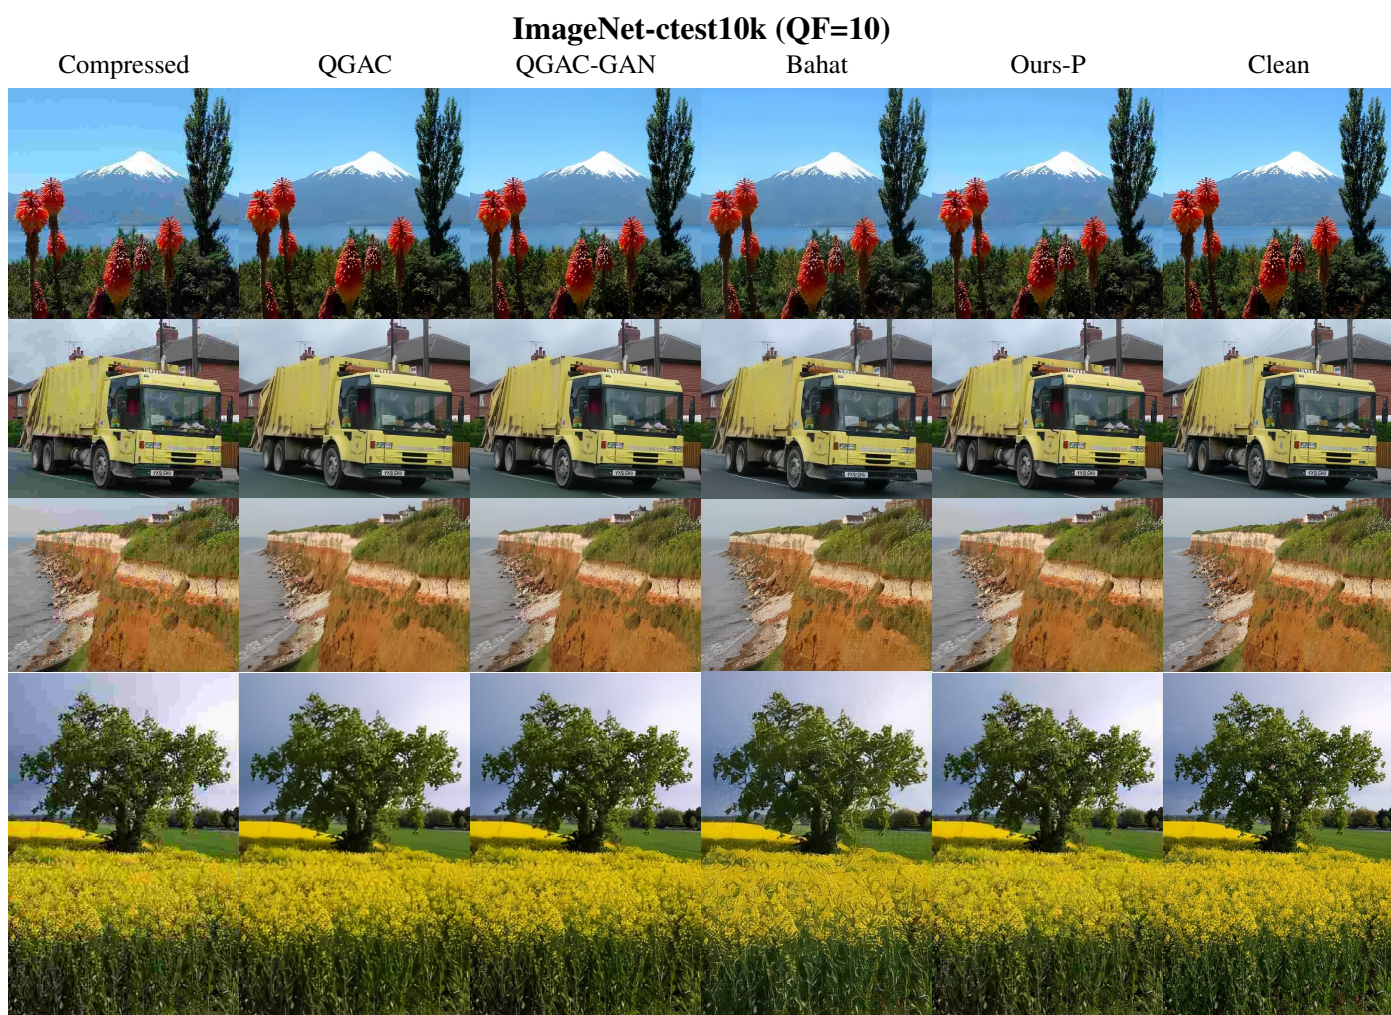 ImageNet-ctest10k (QF=10)
Compressed QGAC QGAC-GAN Bahat Ours-P Clean